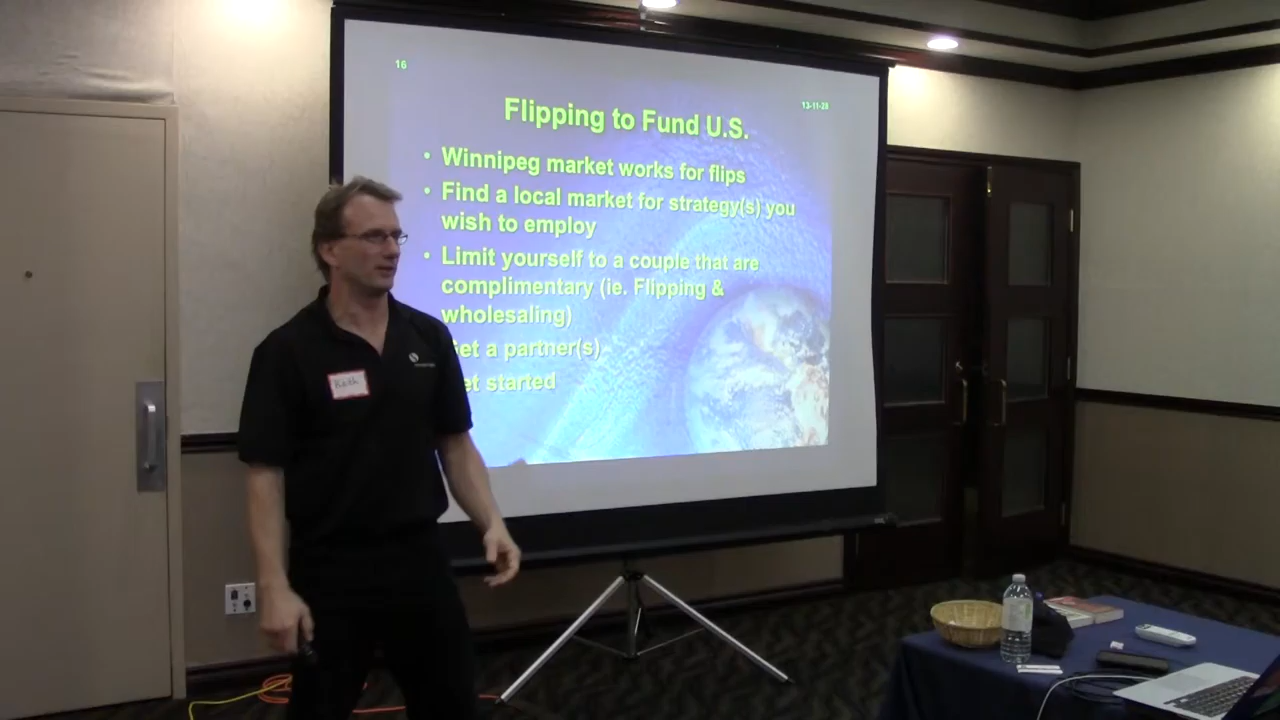 16
13-11-28
Flipping to Fund U.S.
• Winnipeg market works for flips
• Find a local market for strategy(s) you
wish to employ
• Limit yourself to a couple that are
complimentary (ie. Flipping &
wholesaling)
et a partner(s)
et started
Keith